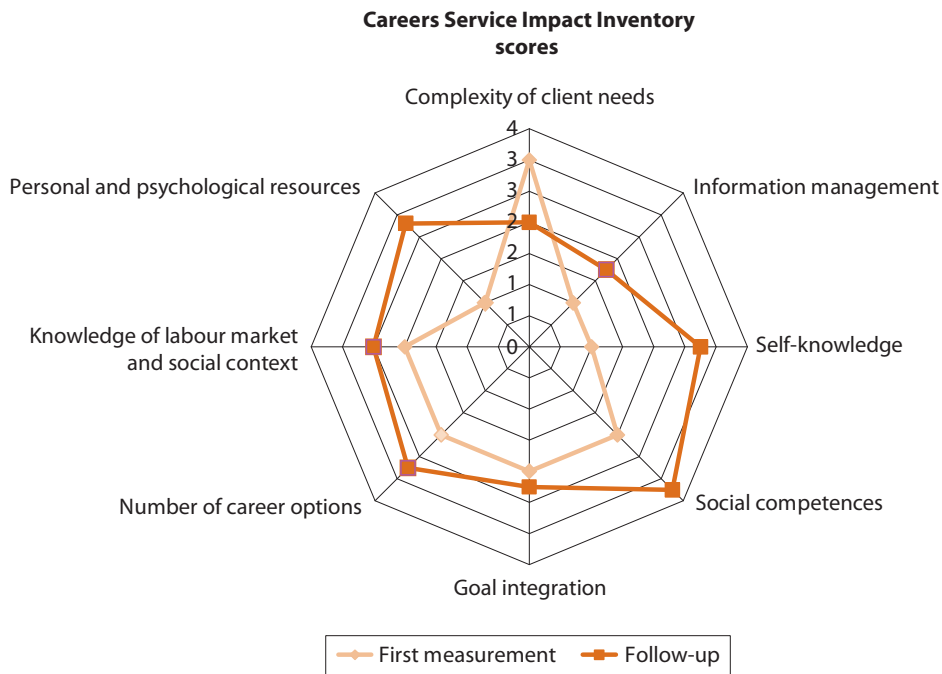 Careers Service Impact Inventory
scores
Complexity of client needs
4
3
3
2
2
1
1
0
Personal and psychological resources
Information management
Knowledge of labour market
and social context
Self-knowledge
Number of career options
Social competences
Goal integration
First measurement
Follow-up